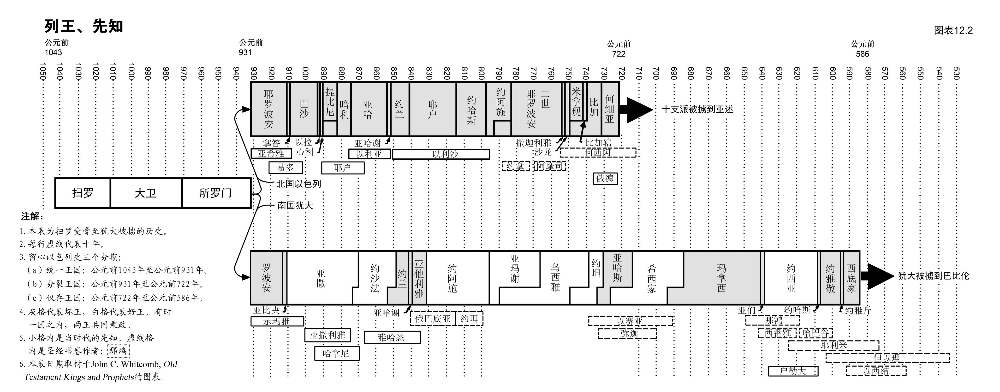 列王、先知
图表12.2
公元前
1043
公元前
931
公元前
722
公元前
586
1050
1040
1030
1020
1010
1000
990
980
970
960
950
940
930
920
910
000
890
880
870
860
850
840
830
820
810
800
790
780
770
760
750
740
730
720
710
700
690
680
670
660
650
640
630
620
610
600
590
580
570
560
550
540
530
耶罗波安
巴沙
提比尼
暗利
亚哈
约兰
耶户
约哈斯
约阿施
耶罗波安
二世
米拿现
比加
何细亚
十支派被掳到亚述
拿答
以拉
心利
亚哈谢
撒迦利雅
沙龙
比加辖
亚希雅
以利亚
以利沙
何西阿
易多
耶户
约拿
阿摩司
俄德
北国以色列
扫罗
大卫
所罗门
南国犹大
罗波安
亚撒
约沙法
约兰
亚他利雅
约阿施
亚玛谢
乌西雅
约坦
亚哈斯
希西家
玛拿西
约西亚
约雅敬
西底家
犹大被掳到巴比伦
亚比央
亚哈谢
亚们
约哈斯
约雅斤
示玛雅
俄巴底亚
约珥
以赛亚
那鸿
亚撒利雅
雅哈悉
弥迦
西番雅
哈巴谷
耶利米
哈拿尼
但以理
户勒大
以西结
注解：
1. 本表为扫罗受膏至犹大被掳的历史。
2. 每行虚线代表十年。
3. 留心以色列史三个分期：
（a）统一王国：公元前1043年至公元前931年。
（b）分裂王国：公元前931年至公元前722年。
（c）仅存王国：公元前722年至公元前586年。
4. 灰格代表坏王，白格代表好王。有时
一国之内，两王共同秉政。
5. 小格内是当时代的先知。虚线格
内是圣经书卷作者：那鸿
6. 本表日期取材于John C. Whitcomb, Old
Testament Kings and Prophets的图表。